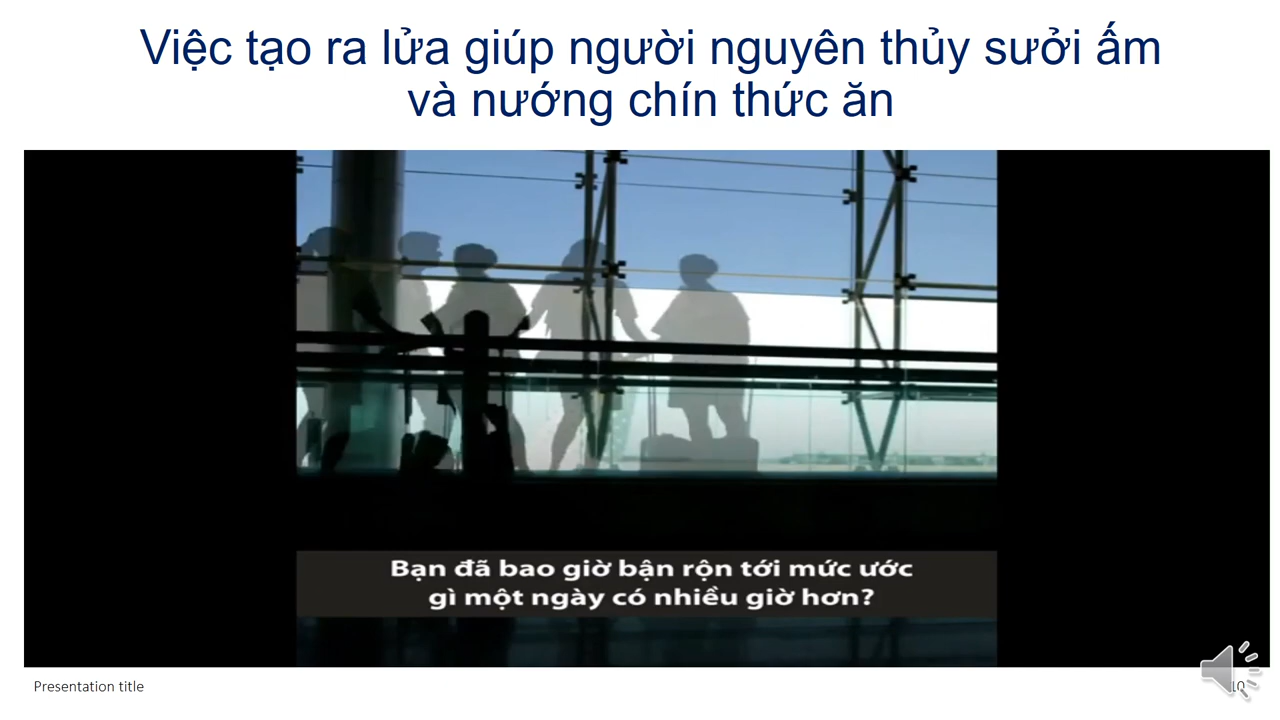 Việc tạo ra lửa giúp người nguyên thủy sưởi ấm
và nướng chín thức ăn
Bạn đã bao giờ bận rộn tới mức ước
gì một ngày có nhiều giờ hơn?
Presentation title
10